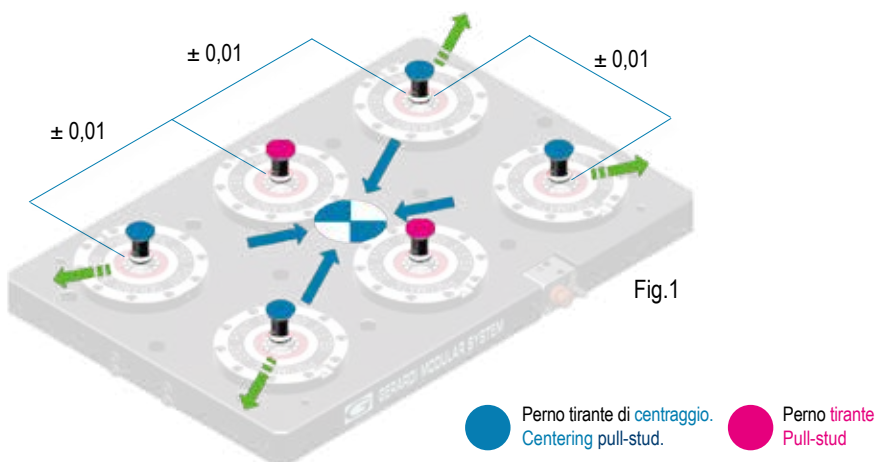 ± 0,01
± 0,01
± 0,01
Fig.1
GERARDI MODULAR SYSTEM
Perno tirante di centraggio.
Centering pull-stud.
Perno tirante
Pull-stud